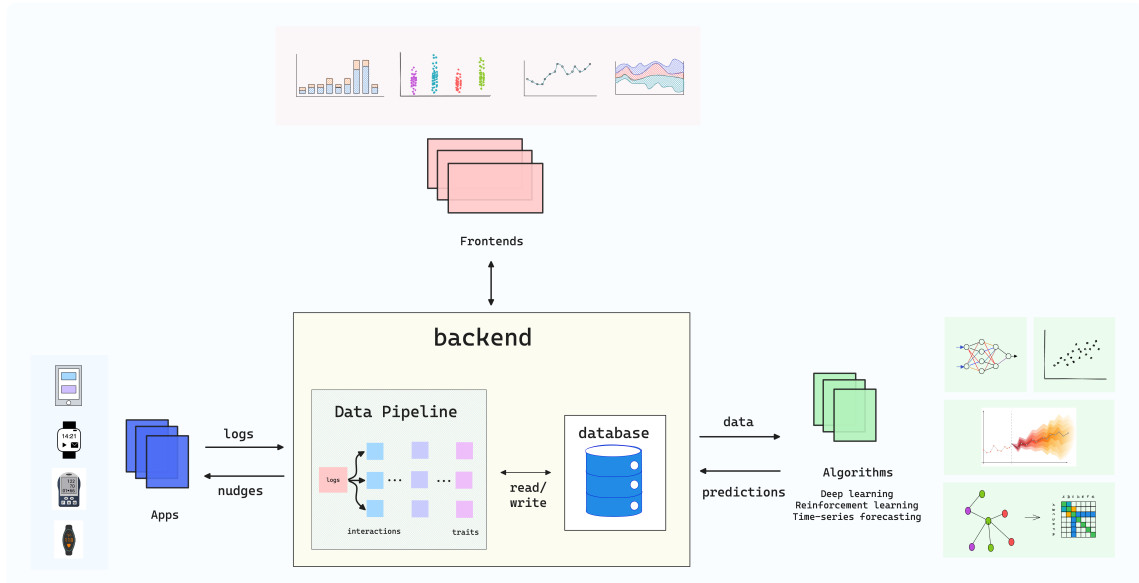 Frontends
backend
Data Pipeline
logs
interactions
traits
read/
write
database
logs
nudges
Apps
14:21
data
predictions
Algorithms
Deep learning
Reinforcement learning
Time-series forecasting